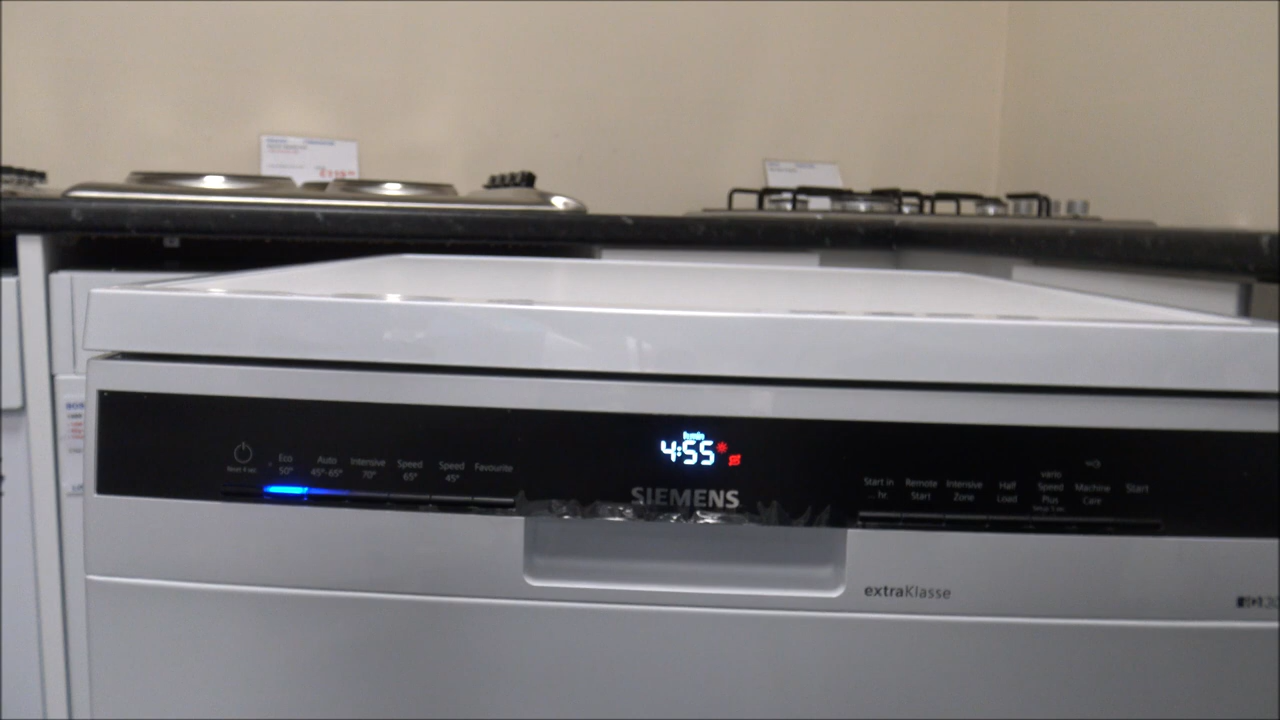 4:55
Eco
50°
Auto
45°-65°
Intensive
70°
Speed
65°
Speed
45°
Favourite
SIEMENS
Start in
... hr.
Remote
Start
Intensive
Zone
Half
Load
vario
Speed
Plus
Machine
Care
Start
extraKlasse